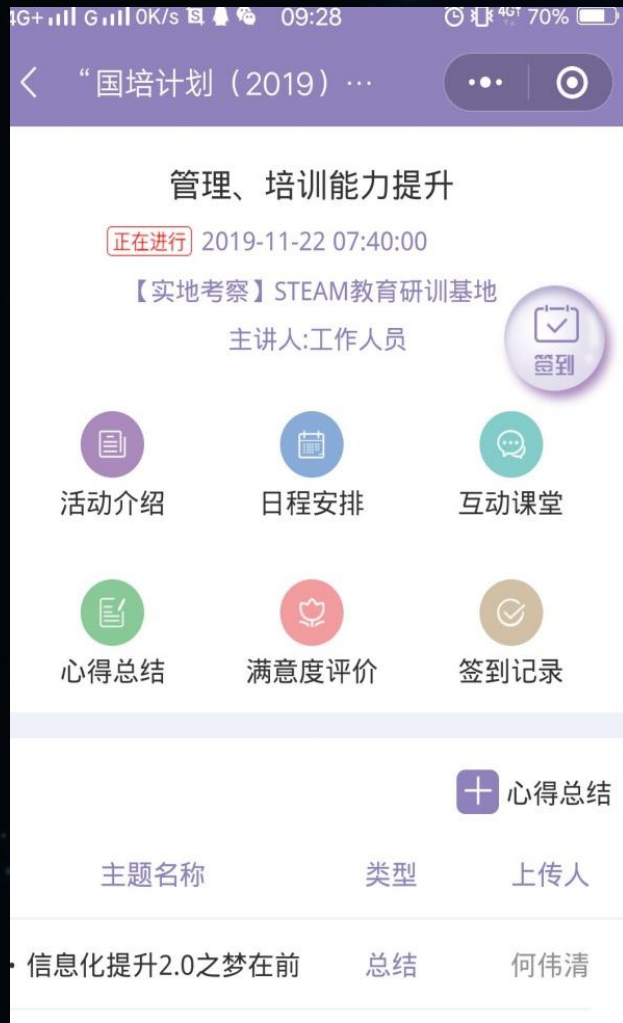 4G+ G 0K/s 09:28 4G+ 70%
“国培计划（2019）…
管理、培训能力提升
正在进行 2019-11-22 07:40:00
【实地考察】STEAM教育研训基地
主讲人:工作人员
签到
活动介绍 日程安排 互动课堂
心得总结 满意度评价 签到记录
心得总结
主题名称 类型 上传人
· 信息化提升2.0之梦在前 总结 何伟清